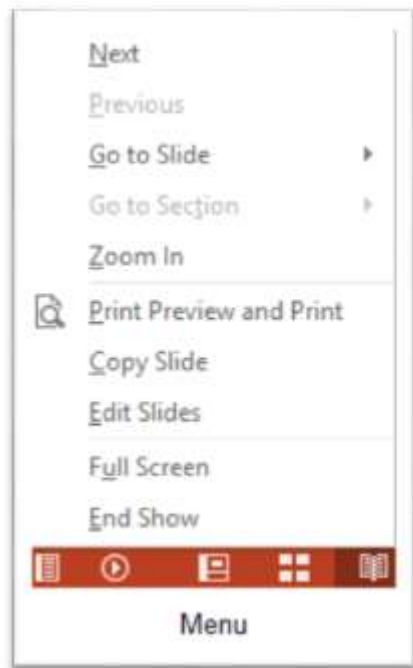 Next
Previous
Go to Slide
Go to Section
Zoom In
Print Preview and Print
Copy Slide
Edit Slides
Full Screen
End Show
Menu